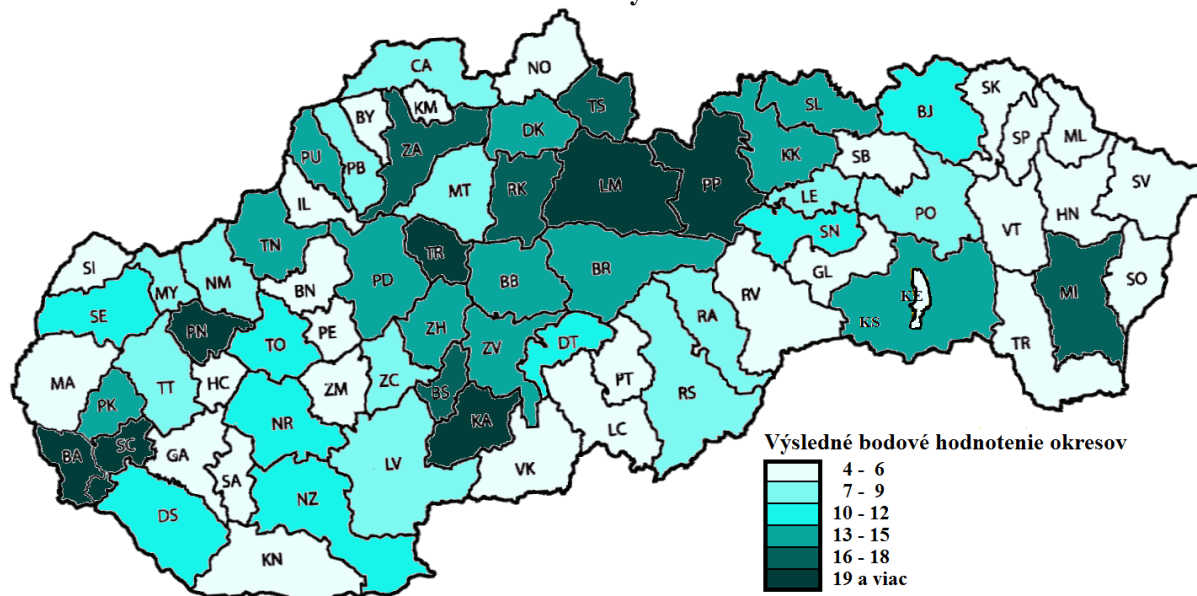 CA
NO
BY
KM
TS
SL
BJ
SK
SP
ML
PU
PB
ZA
DK
KK
SB
SV
IL
MT
RK
LM
PP
LE
PO
VT
HN
TN
TR
SN
SI
MY
NM
BN
PD
BB
BR
GL
SO
SE
PN
TO
PE
ZH
ZV
RV
RA
KE
KS
MI
MA
TT
HC
ZM
ZC
DT
PT
RS
TR
PK
NR
BS
KA
LC
BA
SC
GA
SA
LV
VK
DS
NZ
KN
Výsledné bodové hodnotenie okresov
4 - 6
7 - 9
10 - 12
13 - 15
16 - 18
19 a viac